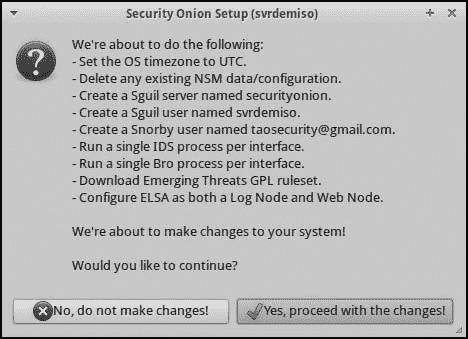 Security Onion Setup (svrdemiso)
We're about to do the following:
- Set the OS timezone to UTC.
- Delete any existing NSM data/configuration.
- Create a Sguil server named securityonion.
- Create a Sguil user named svrdemiso.
- Create a Snorby user named taosecurity@gmail.com.
- Run a single IDS process per interface.
- Run a single Bro process per interface.
- Download Emerging Threats GPL ruleset.
- Configure ELSA as both a Log Node and Web Node.
We're about to make changes to your system!
Would you like to continue?
No, do not make changes!
Yes, proceed with the changes!